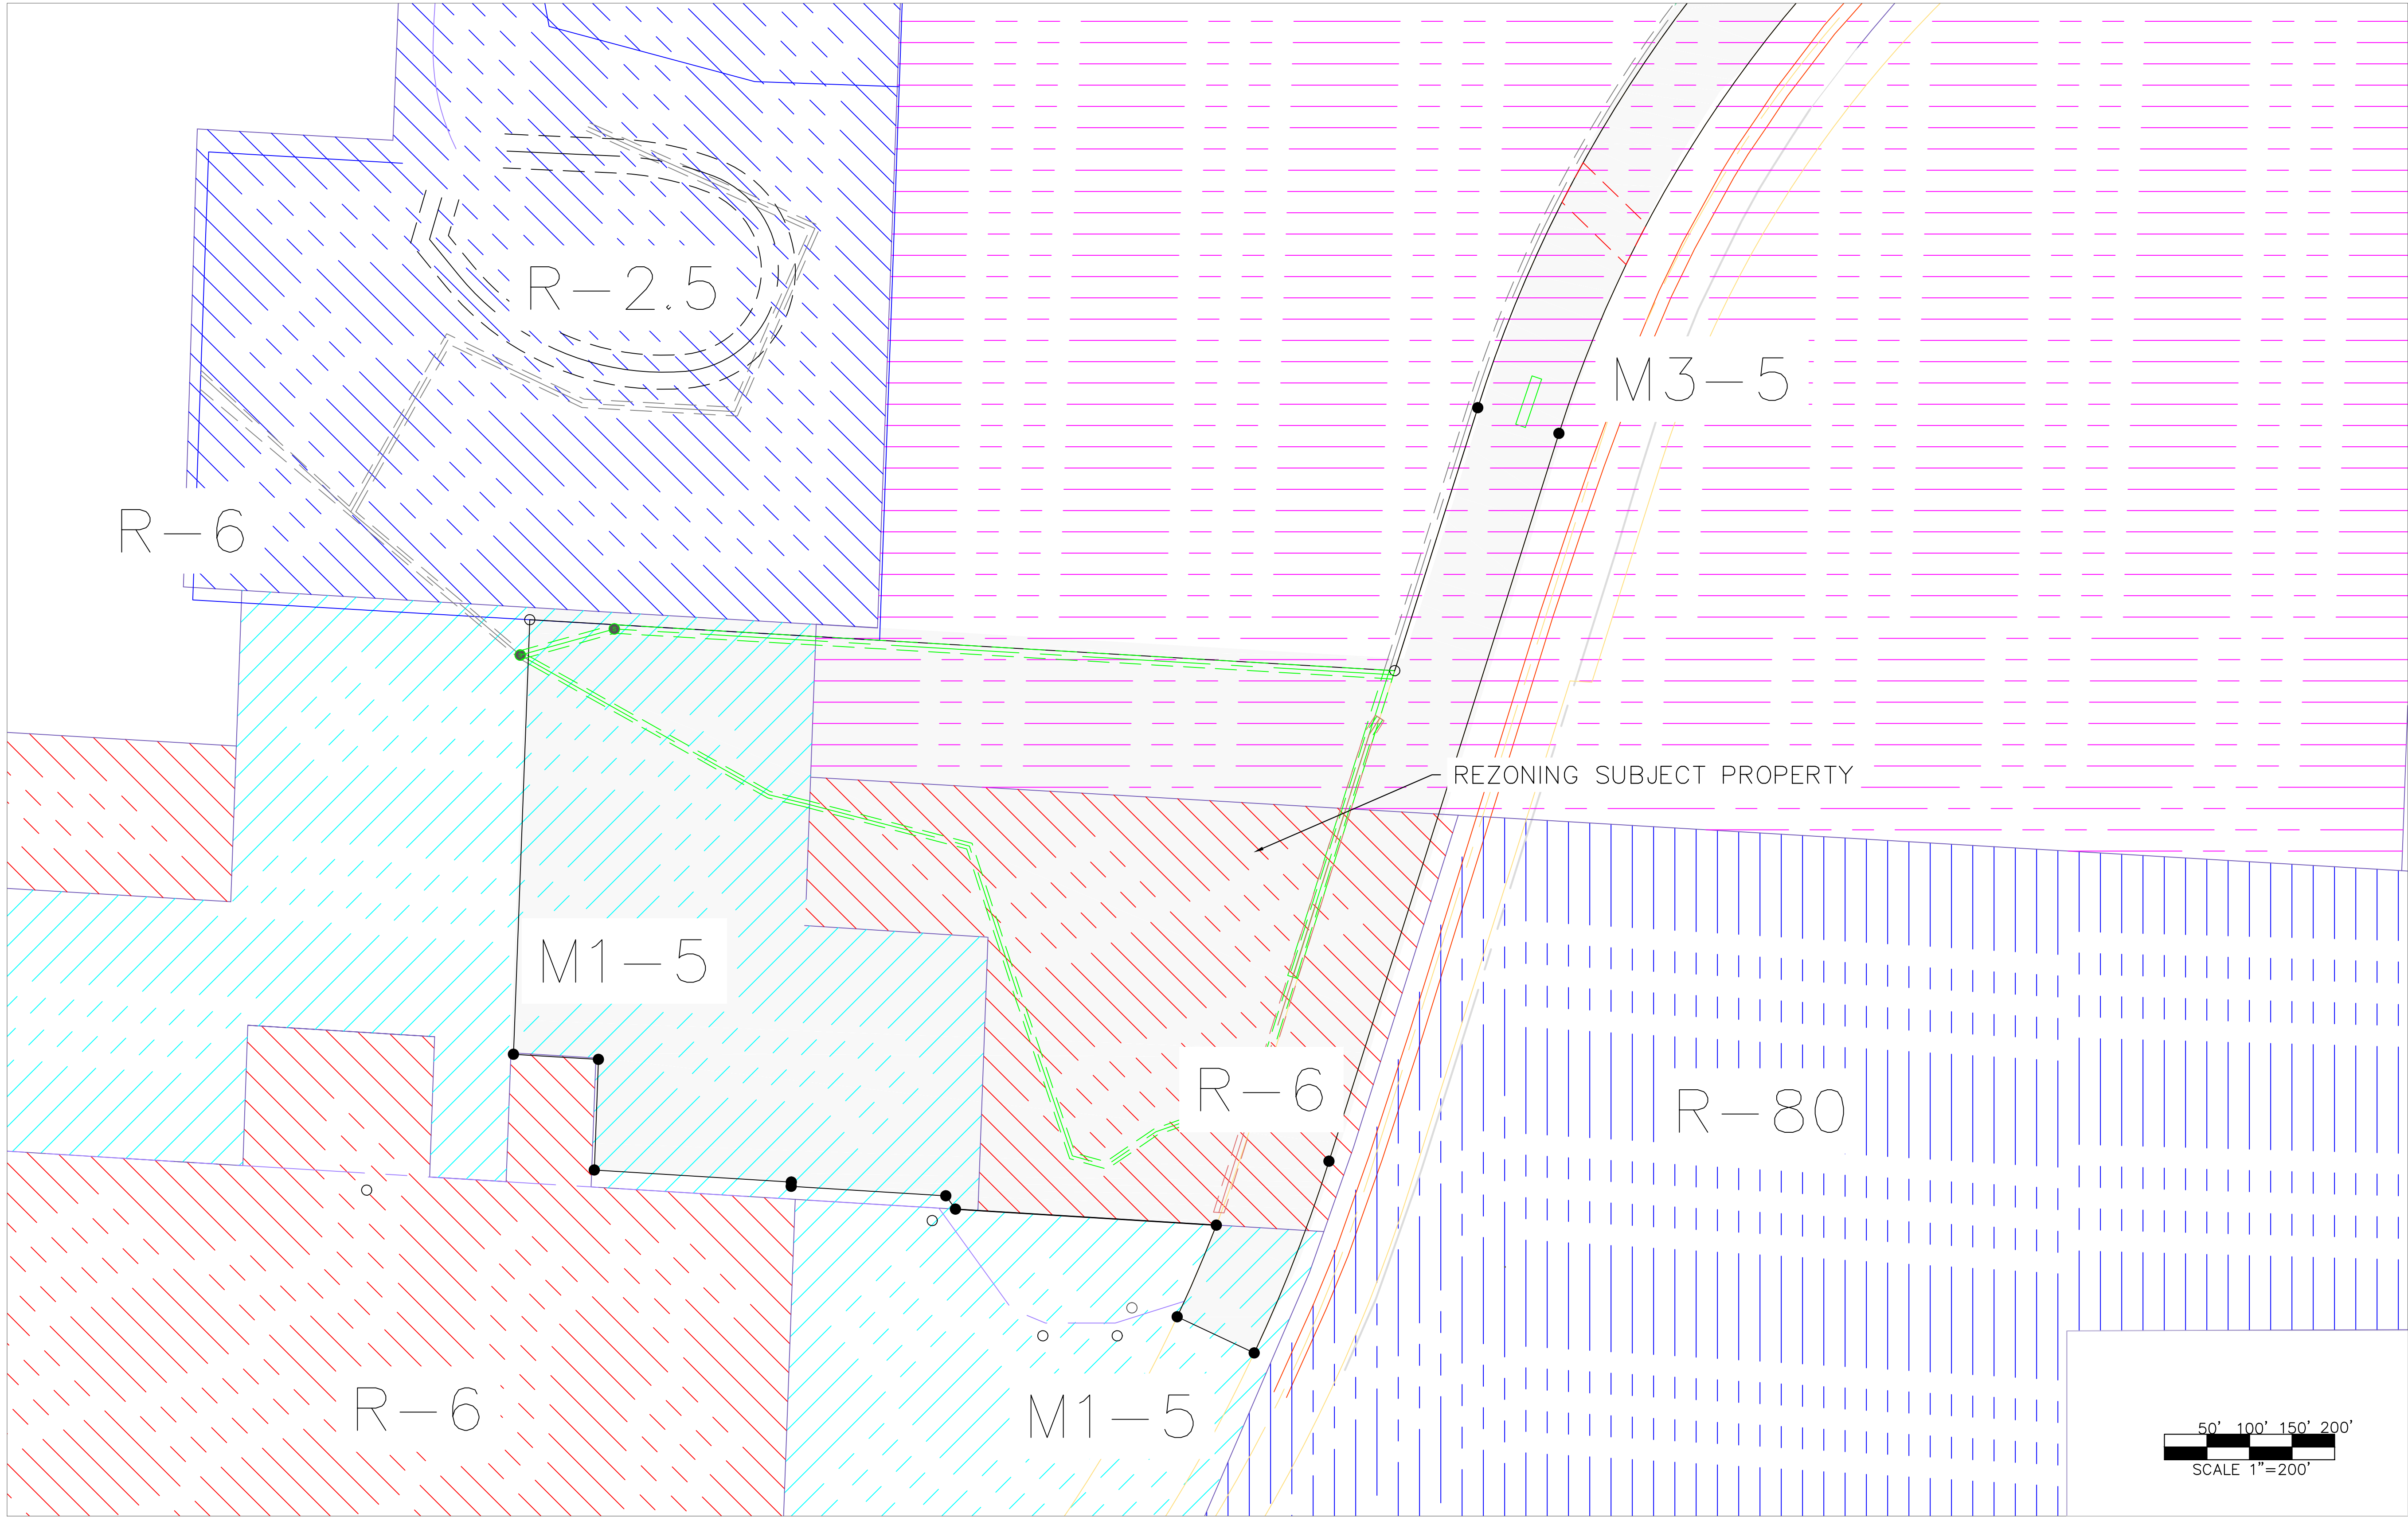 R-2.5
M3-5
R-6
REZONING SUBJECT PROPERTY
M1-5
R-6
R-80
R-6
M1-5
50' 100' 150' 200'
SCALE 1"=200'